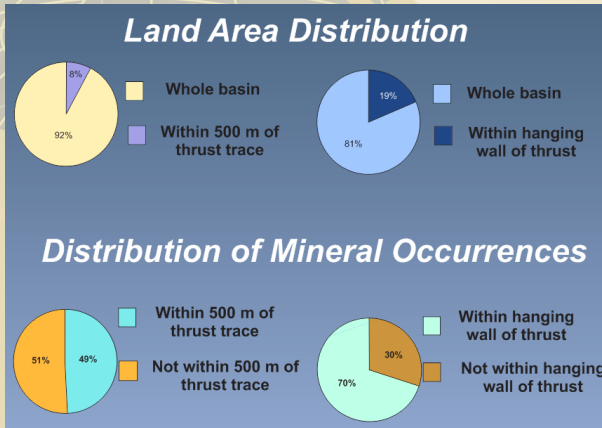 Land Area Distribution
8%
92%
Whole basin
Within 500 m of
thrust trace
19%
81%
Whole basin
Within hanging
wall of thrust
Distribution of Mineral Occurrences
51%
49%
Within 500 m of
thrust trace
Not within 500 m of
thrust trace
30%
70%
Within hanging
wall of thrust
Not within hanging
wall of thrust